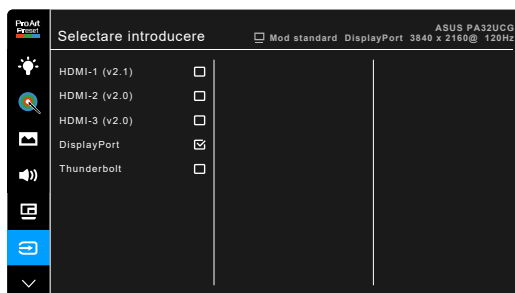 ProArt
Preset
Selectare introducere
ASUS PA32UCG
Mod standard DisplayPort 3840 x 2160@ 120Hz
HDMI-1 (v2.1)
HDMI-2 (v2.0)
HDMI-3 (v2.0)
DisplayPort
Thunderbolt